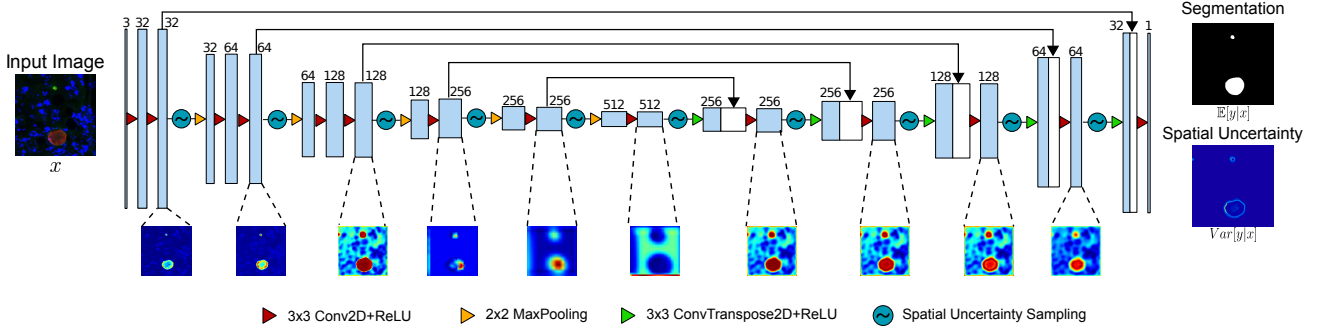 Input Image
x
3 32 32
32 64 64
64 128 128
128 256
256 256
512 512
256 256
256 256
128 128
64 64
32 1
Segmentation
𝔼[y|x]
Spatial Uncertainty
Var[y|x]
3x3 Conv2D+ReLU
2x2 MaxPooling
3x3 ConvTranspose2D+ReLU
Spatial Uncertainty Sampling